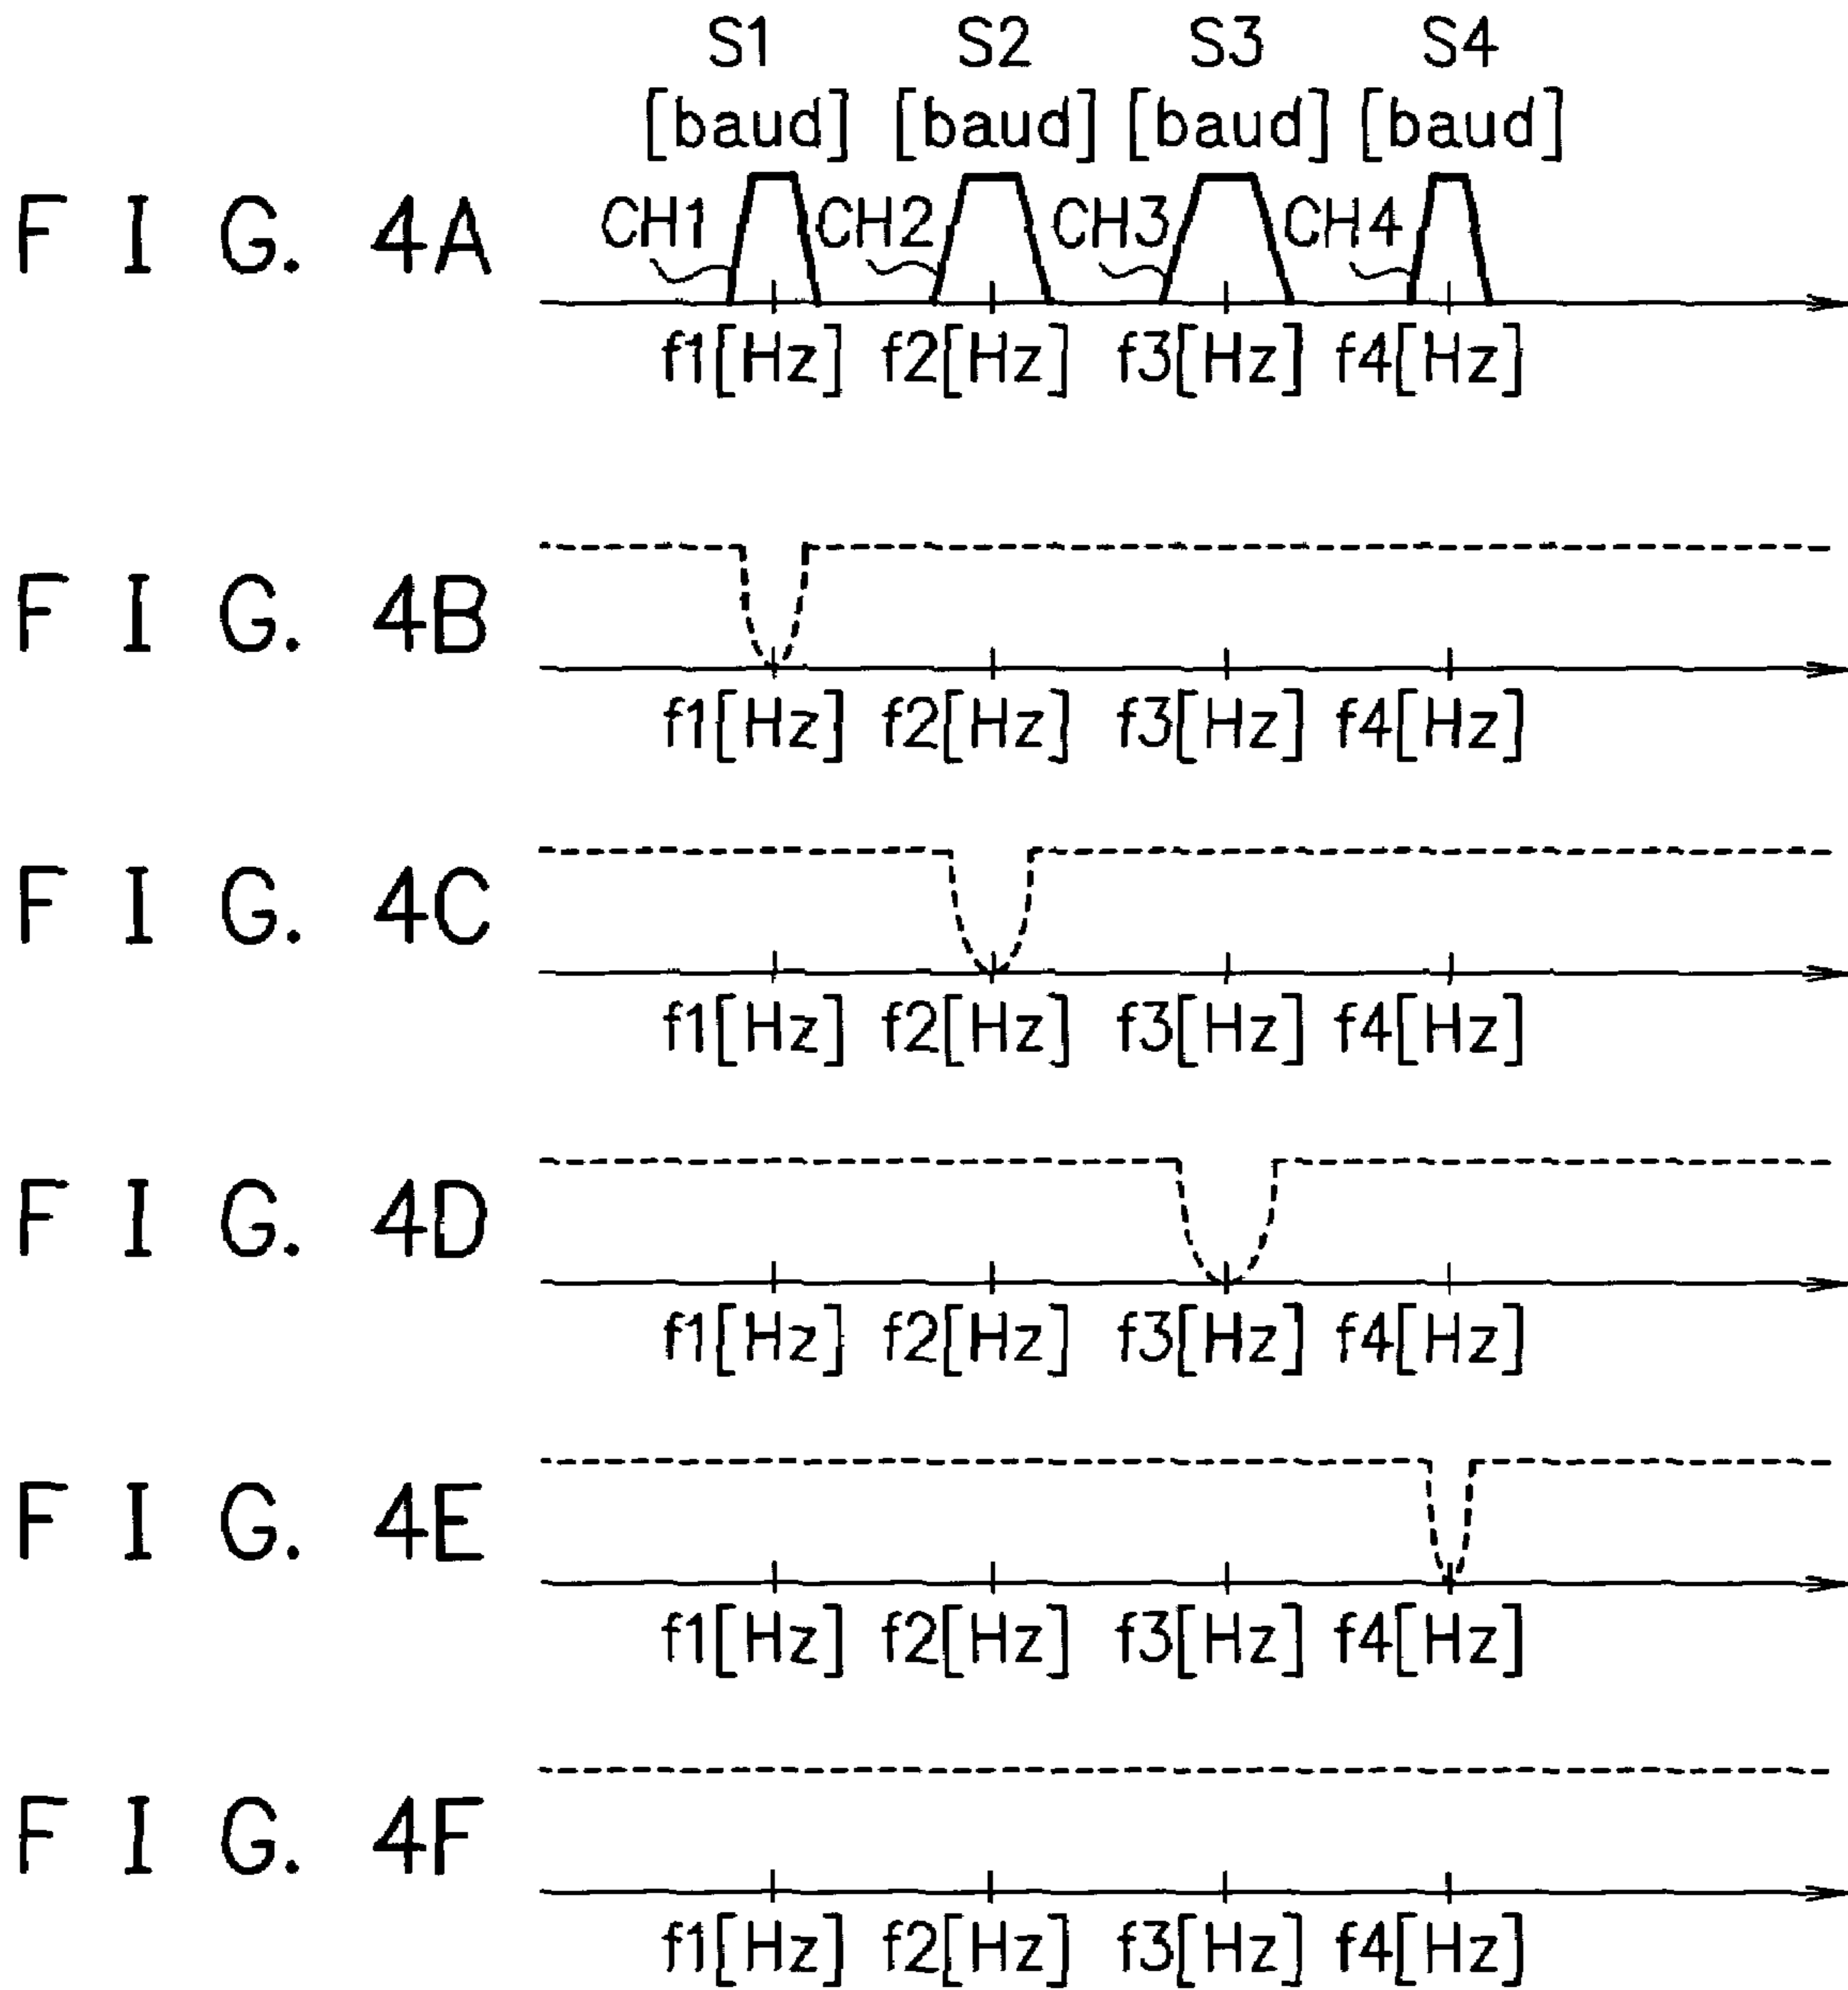 S1 S2 S3 S4
[baud] [baud] [baud] [baud]
F I G. 4A
CH1 CH2 CH3 CH4
f1[Hz] f2[Hz] f3[Hz] f4[Hz]
F I G. 4B
f1[Hz] f2[Hz] f3[Hz] f4[Hz]
F I G. 4C
f1[Hz] f2[Hz] f3[Hz] f4[Hz]
F I G. 4D
f1[Hz] f2[Hz] f3[Hz] f4[Hz]
F I G. 4E
f1[Hz] f2[Hz] f3[Hz] f4[Hz]
F I G. 4F
f1[Hz] f2[Hz] f3[Hz] f4[Hz]